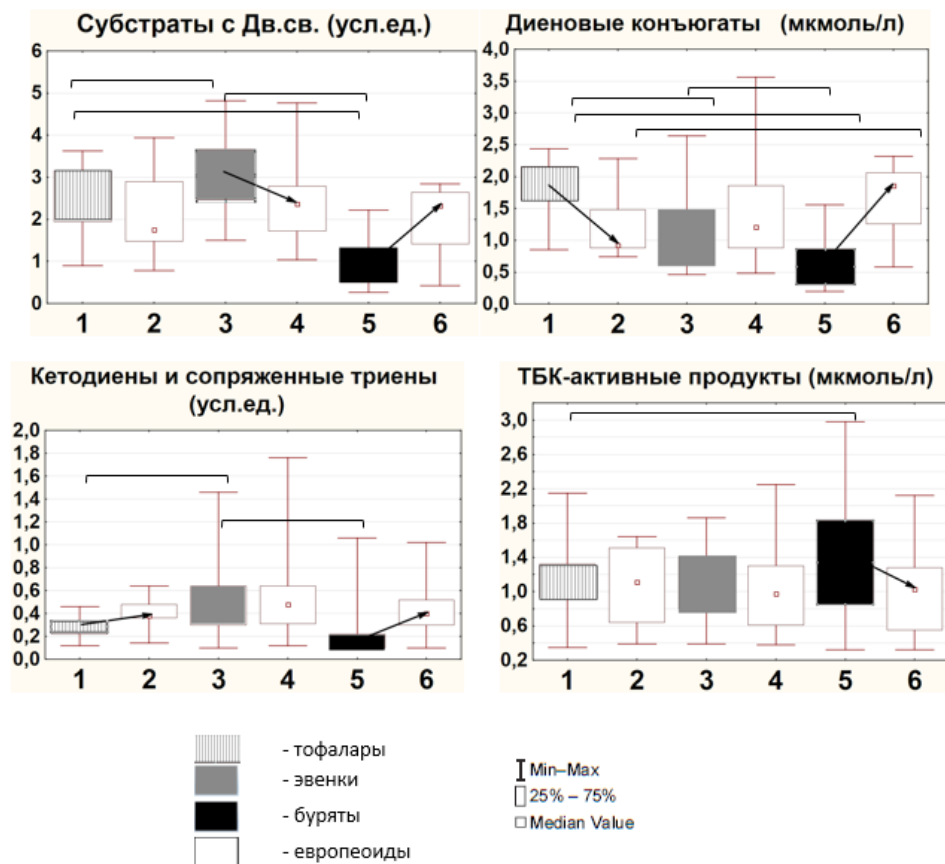 Субстраты с Дв.св. (усл.ед.)
6
5
4
3
2
1
0
1 2 3 4 5 6
Диеновые конъюгаты (мкмоль/л)
4,0
3,5
3,0
2,5
2,0
1,5
1,0
0,5
0,0
1 2 3 4 5 6
Кетодиены и сопряженные триены
(усл.ед.)
2,0
1,8
1,6
1,4
1,2
1,0
0,8
0,6
0,4
0,2
0,0
1 2 3 4 5 6
ТБК-активные продукты (мкмоль/л)
3,0
2,6
2,2
1,8
1,4
1,0
0,6
0,2
1 2 3 4 5 6
- тофалары
- эвенки
- буряты
- европеоиды
Min–Max
25% – 75%
Median Value